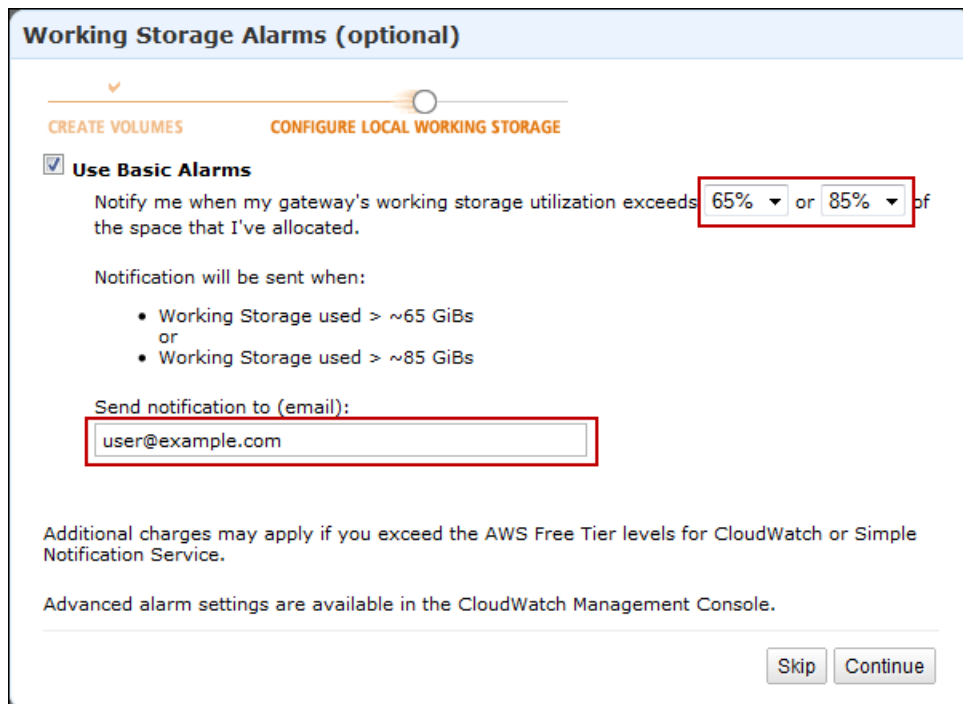 Working Storage Alarms (optional)
CREATE VOLUMES
CONFIGURE LOCAL WORKING STORAGE
Use Basic Alarms
Notify me when my gateway's working storage utilization exceeds 65% or 85% of
the space that I've allocated.
Notification will be sent when:
• Working Storage used > ~65 GiBs
or
• Working Storage used > ~85 GiBs
Send notification to (email):
user@example.com
Additional charges may apply if you exceed the AWS Free Tier levels for CloudWatch or Simple
Notification Service.
Advanced alarm settings are available in the CloudWatch Management Console.
Skip Continue